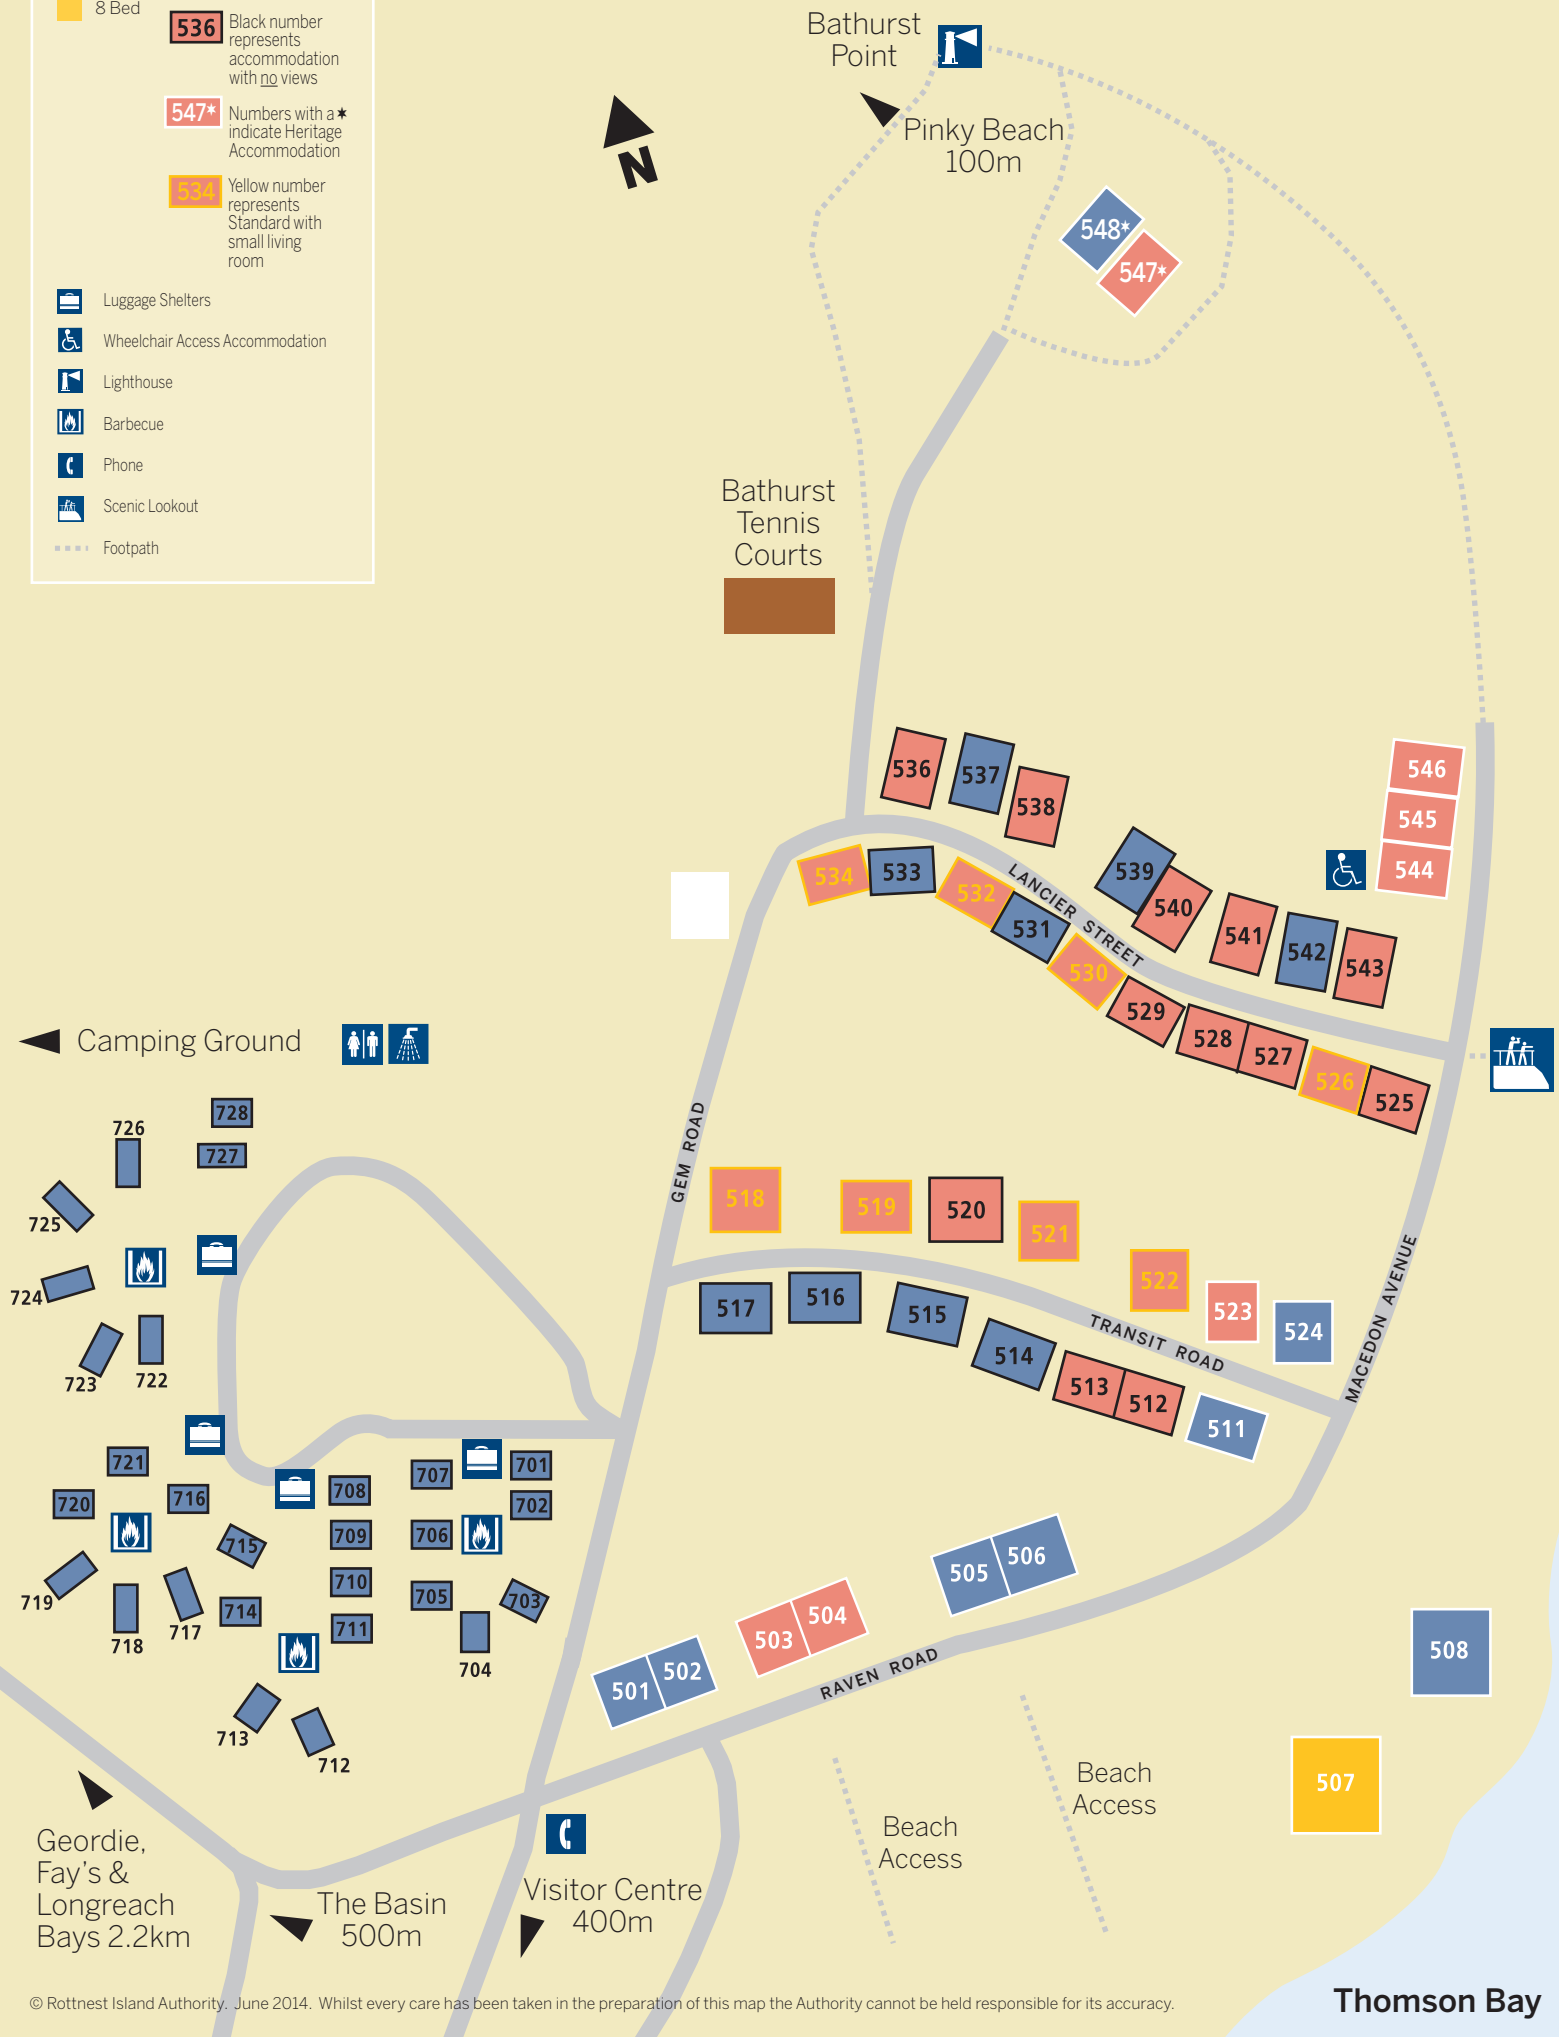 8 Bed
536
Black number
represents
accommodation
with no views
547*
Numbers with a ✶
indicate Heritage
Accommodation
534
Yellow number
represents
Standard with
small living
room
Luggage Shelters
Wheelchair Access Accommodation
Lighthouse
Barbecue
Phone
Scenic Lookout
Footpath
N
Bathurst
Point
Pinky Beach
100m
548*
547*
Bathurst
Tennis
Courts
536
537
538
539
540
541
542
543
546
545
544
534
533
532
531
530
529
528
527
526
525
LANCIER STREET
GEM ROAD
Camping Ground
728
726
727
725
724
723
722
518
519
520
521
522
523
524
517
516
515
514
513
512
511
TRANSIT ROAD
MACEDON AVENUE
721
720
716
715
719
718
717
714
708
709
710
711
707
706
705
701
702
703
704
713
712
505
506
503
504
501
502
RAVEN ROAD
508
507
Beach
Access
Beach
Access
Geordie,
Fay's &
Longreach
Bays 2.2km
The Basin
500m
Visitor Centre
400m
© Rottnest Island Authority. June 2014. Whilst every care has been taken in the preparation of this map the Authority cannot be held responsible for its accuracy.
Thomson Bay